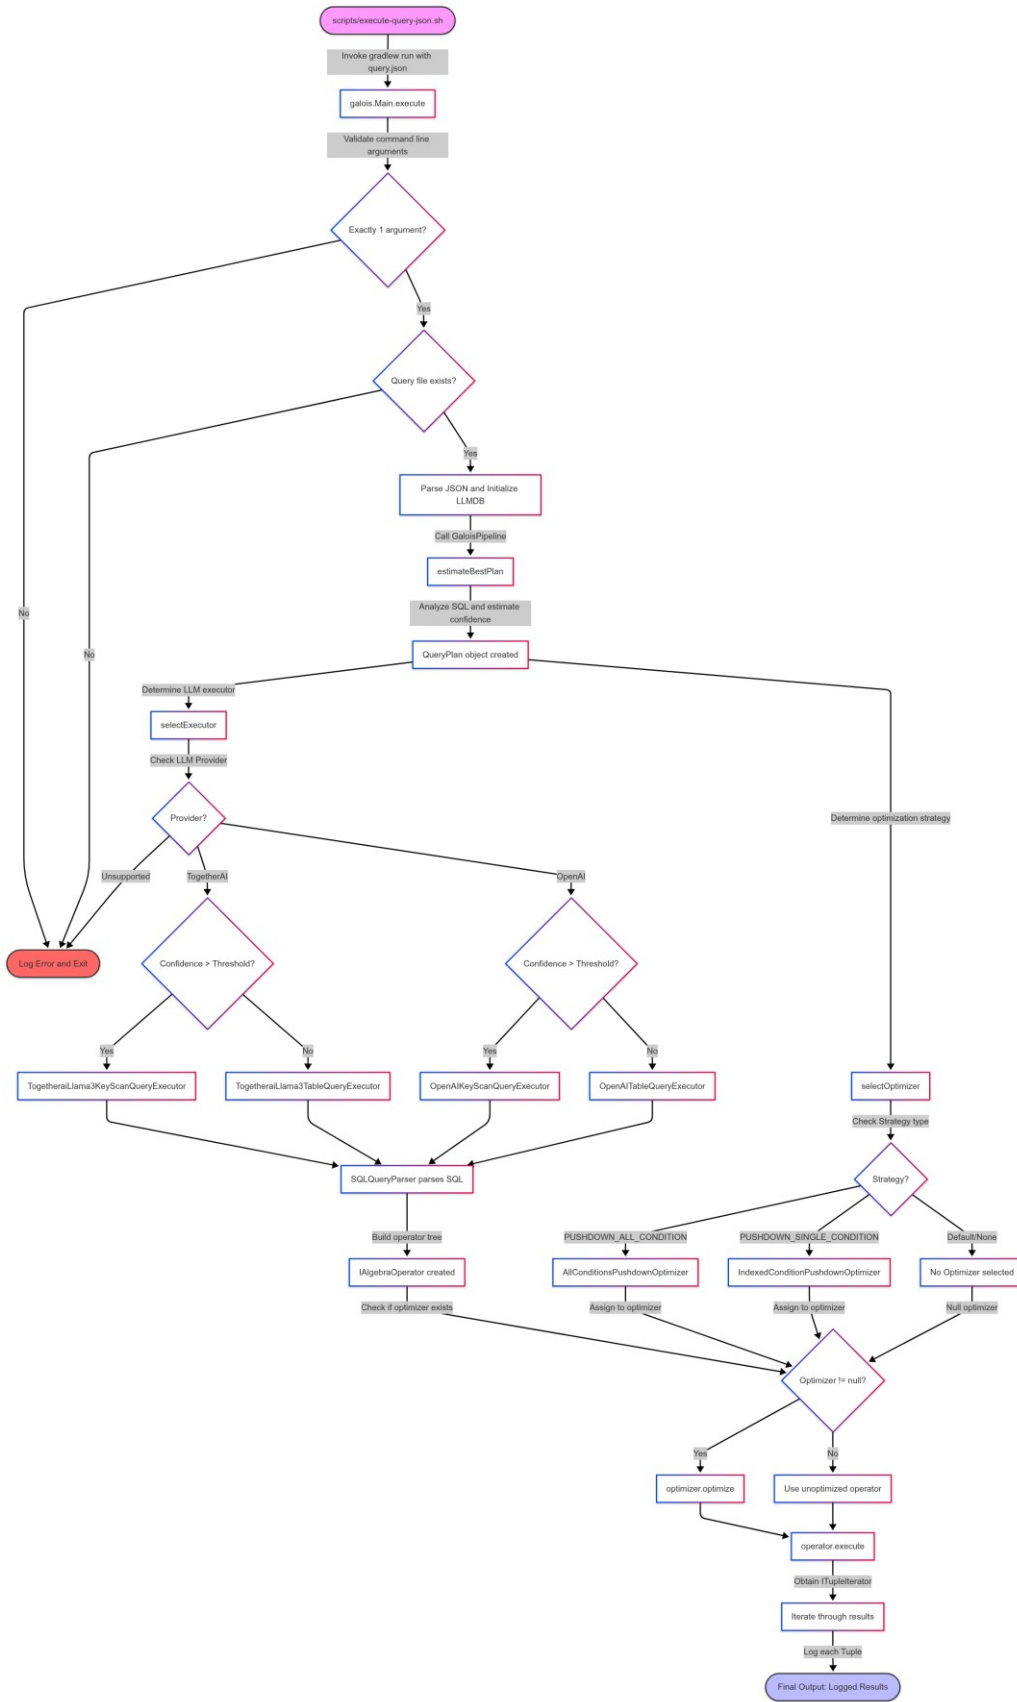 scripts/execute-query-json.sh
Invoke gradlew run with
query.json
galois.Main.execute
Validate command line
arguments
Exactly 1 argument?
Yes
Query file exists?
Yes
Parse JSON and Initialize
LLMDB
Call GaloisPipeline
estimateBestPlan
Analyze SQL and estimate
confidence
No
No
QueryPlan object created
Determine LLM executor
selectExecutor
Check LLM Provider
Provider?
Determine optimization strategy
Unsupported
TogetherAI
OpenAI
Log Error and Exit
Confidence > Threshold?
Confidence > Threshold?
Yes
No
Yes
No
TogetheraiLlama3KeyScanQueryExecutor
TogetheraiLlama3TableQueryExecutor
OpenAIKeyScanQueryExecutor
OpenAITableQueryExecutor
selectOptimizer
Check Strategy type
SQLQueryParser parses SQL
Strategy?
Build operator tree
PUSHDOWN_ALL_CONDITION
PUSHDOWN_SINGLE_CONDITION
Default/None
IAlgebraOperator created
AllConditionsPushdownOptimizer
IndexedConditionPushdownOptimizer
No Optimizer selected
Check if optimizer exists
Assign to optimizer
Assign to optimizer
Null optimizer
Optimizer != null?
Yes
No
optimizer.optimize
Use unoptimized operator
operator.execute
Obtain ITupleIterator
Iterate through results
Log each Tuple
Final Output: Logged Results